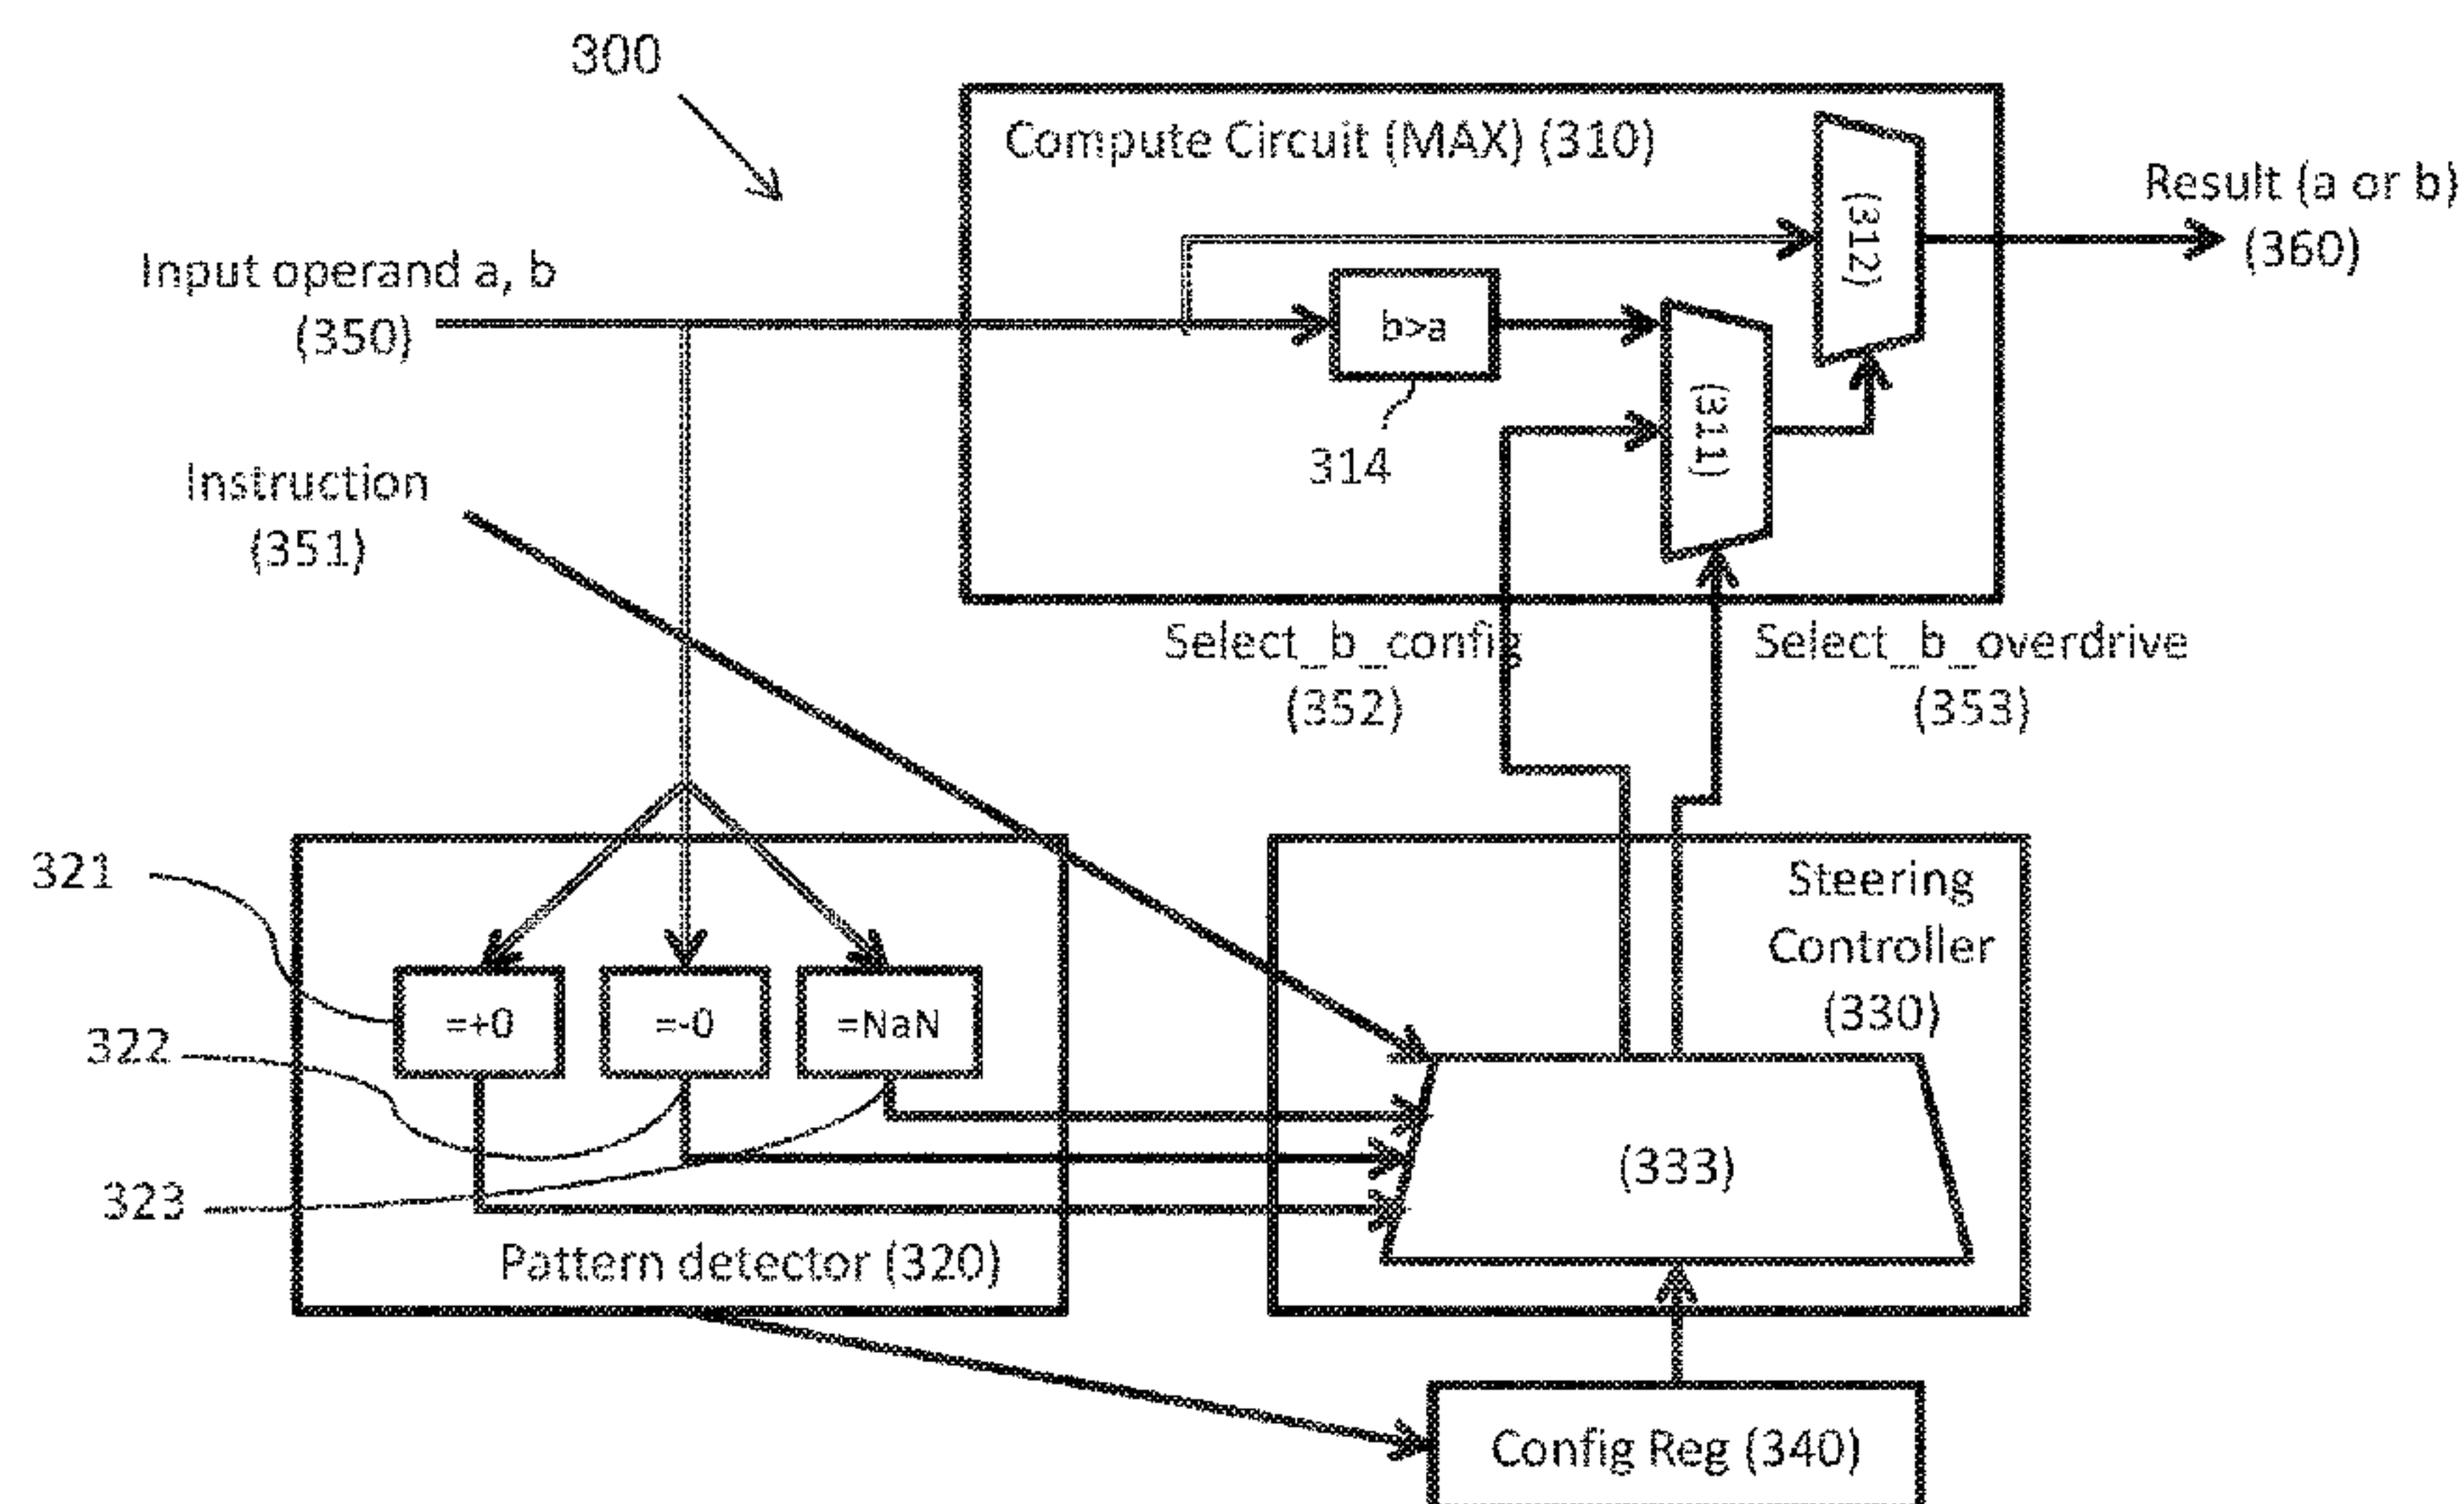 300
Compute Circuit (MAX) (310)
(312)
Result (a or b)
(360)
Input operand a, b
(350)
b>a
(311)
314
Instruction
(351)
Select_b_config
(352)
Select_b_overdrive
(353)
321
322
323
=+0
=-0
=NaN
Pattern detector (320)
Steering
Controller
(330)
(333)
Config Reg (340)